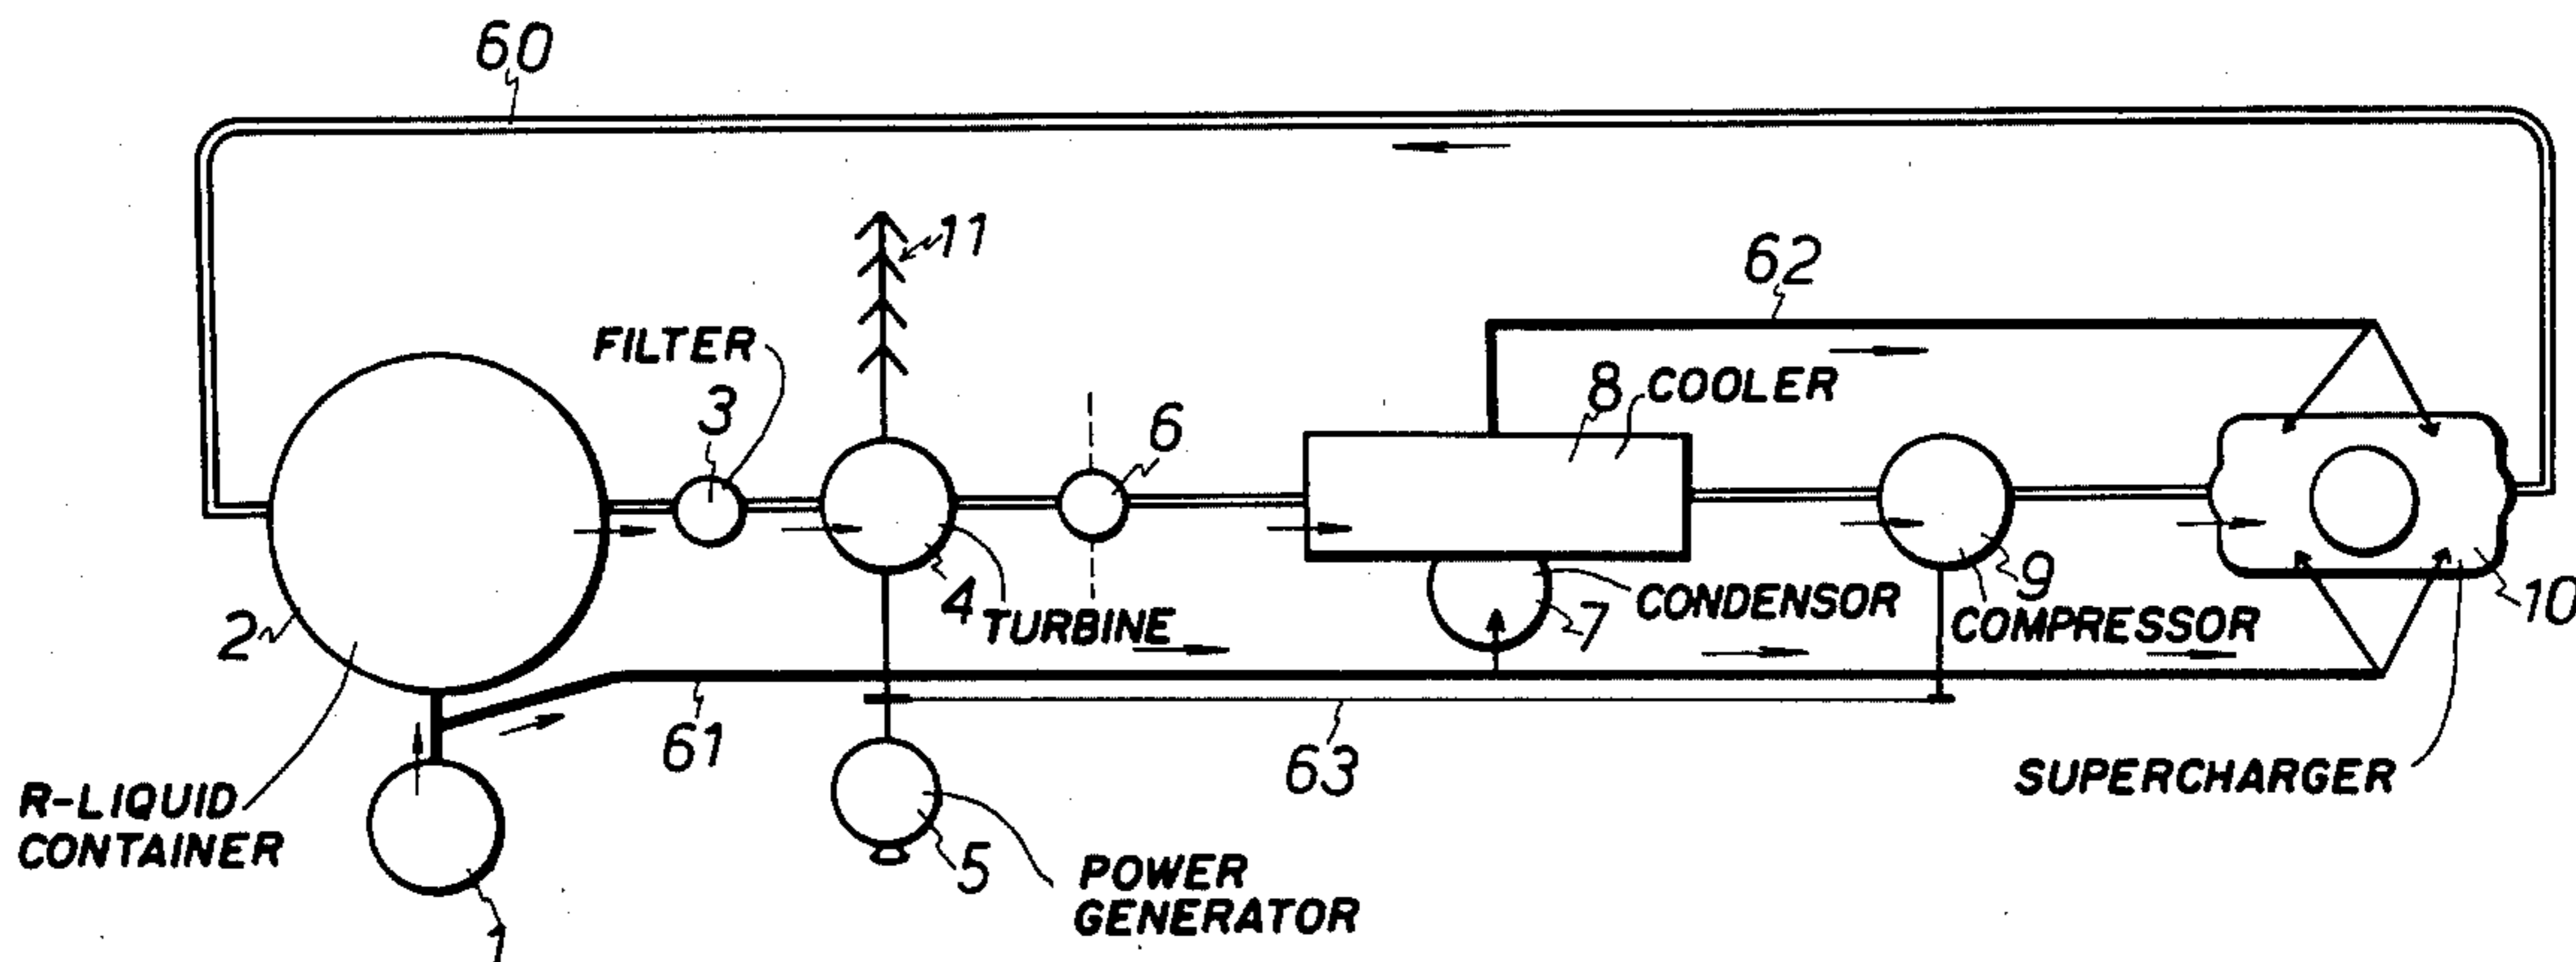 60
11
62
FILTER
3
6
8 COOLER
4 TURBINE
CONDENSOR
7
9
COMPRESSOR
10
2
61
63
SUPERCHARGER
R-LIQUID
CONTAINER
5
POWER
GENERATOR
1